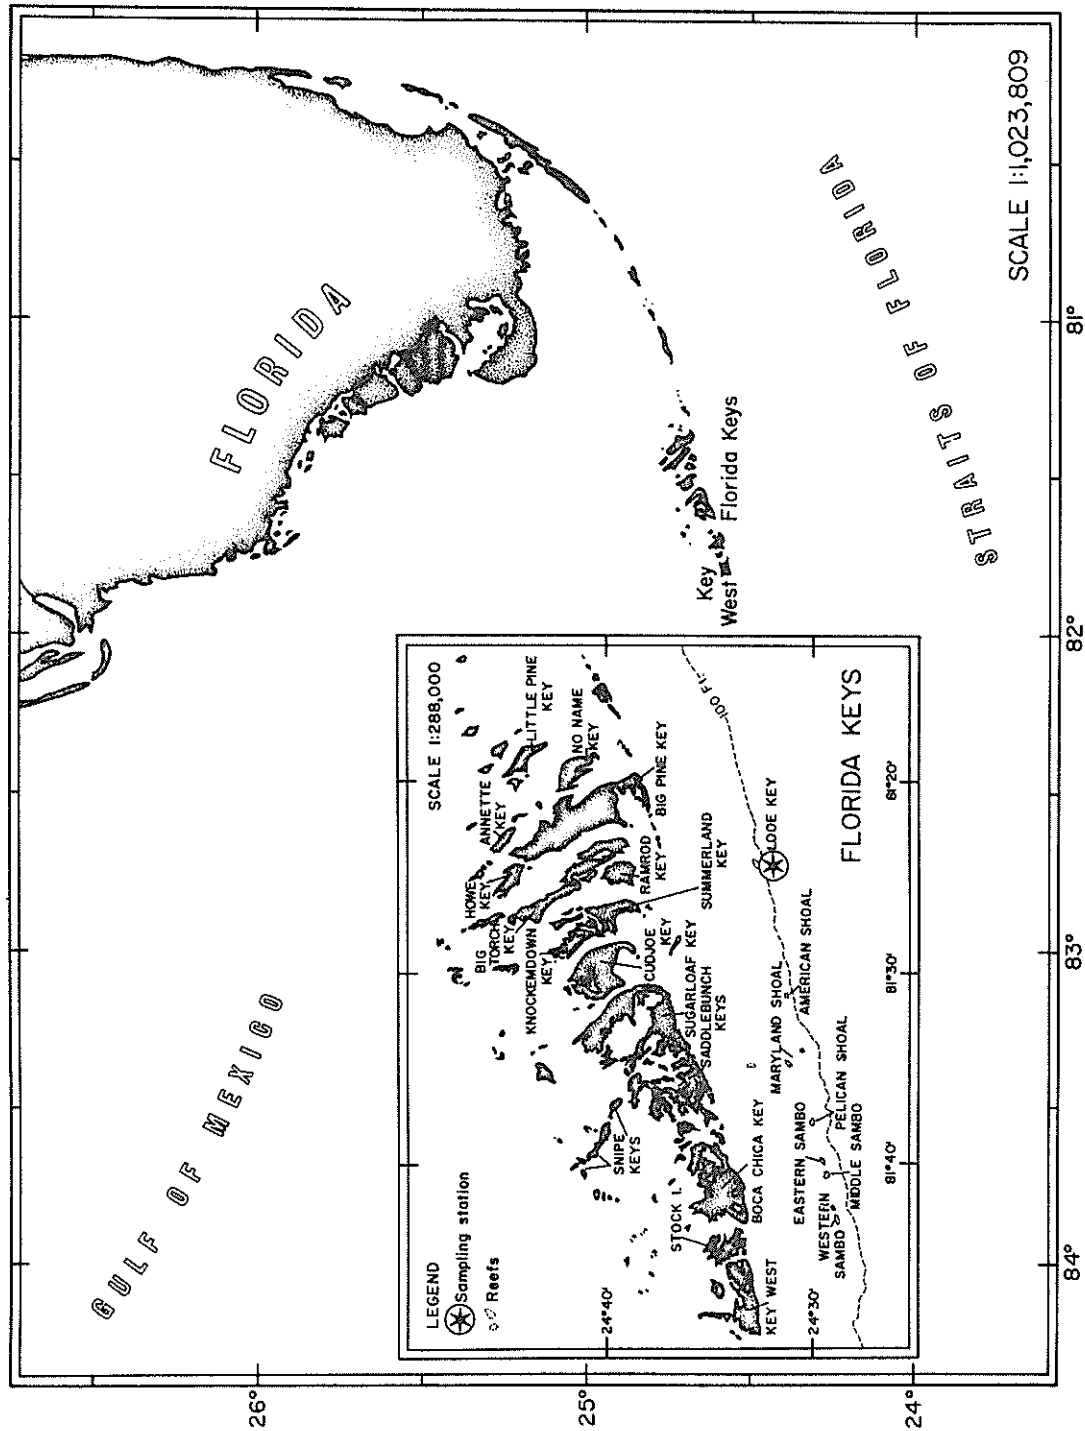 FLORIDA
GULF OF MEXICO
STRAITS OF FLORIDA
Key
West
Florida Keys
SCALE 1:1,023,809
26°
25°
24°
84°
83°
82°
81°
LEGEND
Sampling station
Reefs
SCALE 1:288,000
24°40'
24°30'
81°40'
81°30'
81°20'
SNIPE
KEYS
BIG
TORCH
KEY
HOWE
KEY
ANNETTE
KEY
LITTLE PINE
KEY
KNOCKEMDOWN
KEY
NO NAME
KEY
STOCK I.
KEY WEST
BOCA CHICA KEY
SADDLEBUNCH
KEYS
SUGARLOAF KEY
CUDJOE
KEY
SUMMERLAND
KEY
RAMROD
KEY
BIG PINE KEY
WESTERN
SAMBO
EASTERN SAMBO
MIDDLE SAMBO
PELICAN SHOAL
MARYLAND SHOAL
AMERICAN SHOAL
LOOE KEY
100 Fm
FLORIDA KEYS